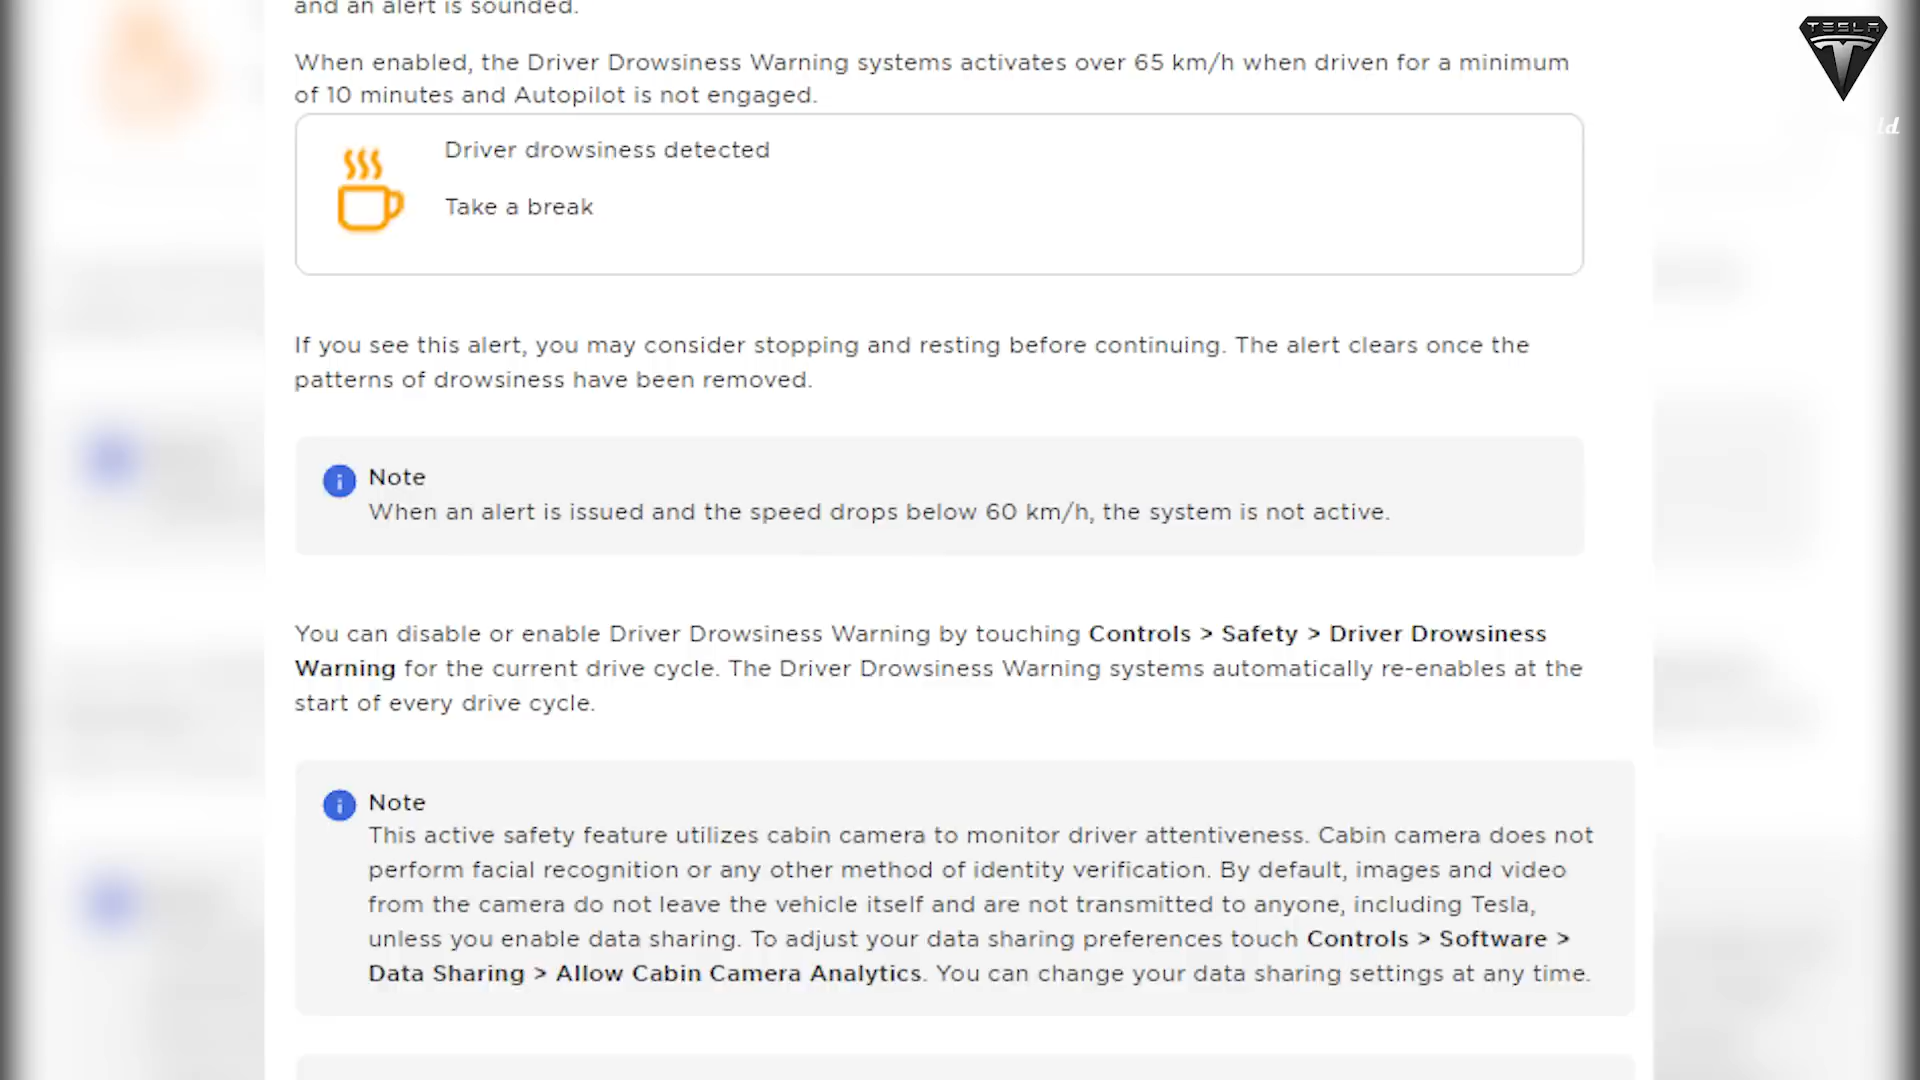 and an alert is sounded.
TESLA
When enabled, the Driver Drowsiness Warning systems activates over 65 km/h when driven for a minimum
of 10 minutes and Autopilot is not engaged.
ld
Driver drowsiness detected
Take a break
If you see this alert, you may consider stopping and resting before continuing. The alert clears once the
patterns of drowsiness have been removed.
Note
When an alert is issued and the speed drops below 60 km/h, the system is not active.
You can disable or enable Driver Drowsiness Warning by touching Controls > Safety > Driver Drowsiness
Warning for the current drive cycle. The Driver Drowsiness Warning systems automatically re-enables at the
start of every drive cycle.
Note
This active safety feature utilizes cabin camera to monitor driver attentiveness. Cabin camera does not
perform facial recognition or any other method of identity verification. By default, images and video
from the camera do not leave the vehicle itself and are not transmitted to anyone, including Tesla,
unless you enable data sharing. To adjust your data sharing preferences touch Controls > Software >
Data Sharing > Allow Cabin Camera Analytics. You can change your data sharing settings at any time.